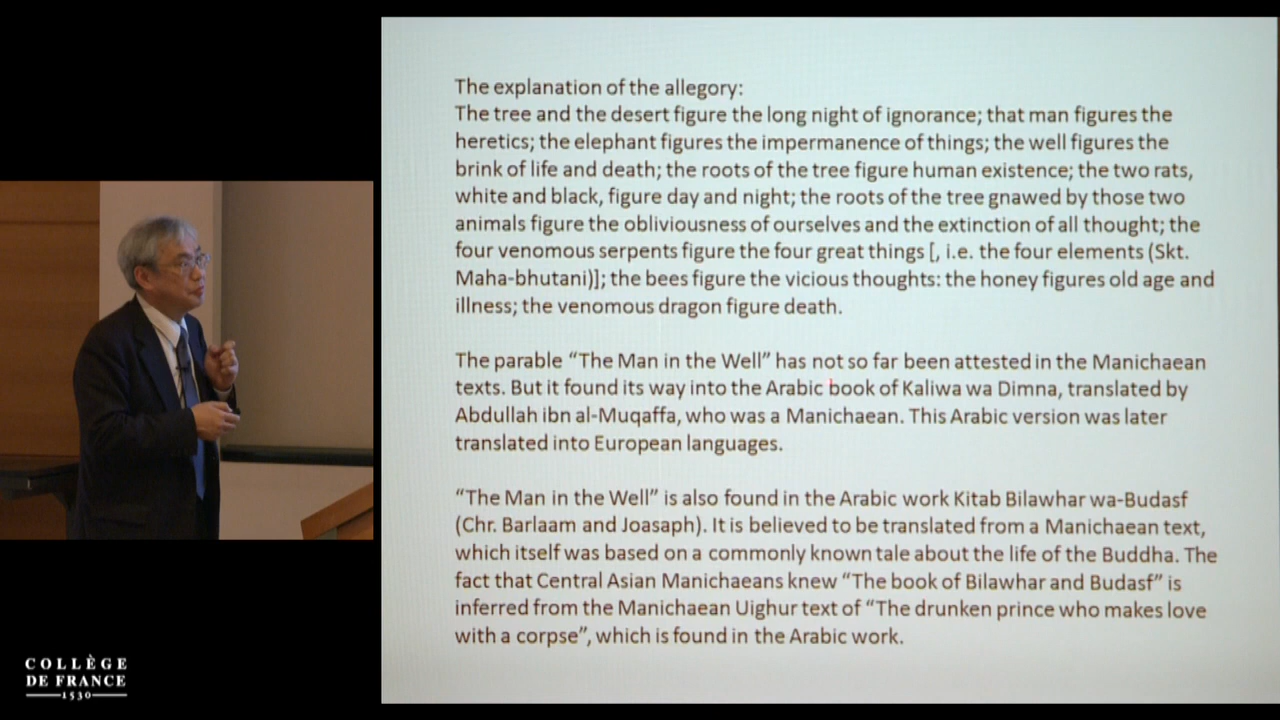 The explanation of the allegory:
The tree and the desert figure the long night of ignorance; that man figures the
heretics; the elephant figures the impermanence of things; the well figures the
brink of life and death; the roots of the tree figure human existence; the two rats,
white and black, figure day and night; the roots of the tree gnawed by those two
animals figure the obliviousness of ourselves and the extinction of all thought; the
four venomous serpents figure the four great things [, i.e. the four elements (Skt.
Maha-bhutani)]; the bees figure the vicious thoughts: the honey figures old age and
illness; the venomous dragon figure death.
The parable “The Man in the Well” has not so far been attested in the Manichaean
texts. But it found its way into the Arabic book of Kaliwa wa Dimna, translated by
Abdullah ibn al-Muqaffa, who was a Manichaean. This Arabic version was later
translated into European languages.
“The Man in the Well” is also found in the Arabic work Kitab Bilawhar wa-Budasf
(Chr. Barlaam and Joasaph). It is believed to be translated from a Manichaean text,
which itself was based on a commonly known tale about the life of the Buddha. The
fact that Central Asian Manichaeans knew “The book of Bilawhar and Budasf” is
inferred from the Manichaean Uighur text of “The drunken prince who makes love
with a corpse”, which is found in the Arabic work.
COLLÈGE
DE FRANCE
1530